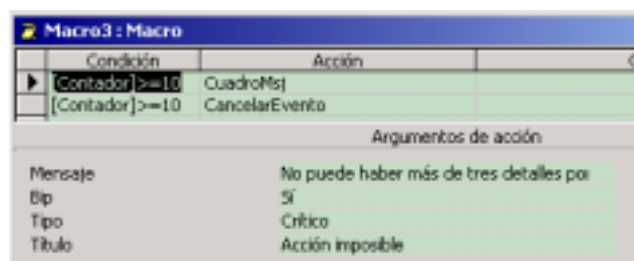 Macro3 : Macro
Condición Acción
[Contador]>=10 CuadroMsj
[Contador]>=10 CancelarEvento
Argumentos de acción
Mensaje No puede haber más de tres detalles por
Bip Sí
Tipo Crítico
Título Acción imposible